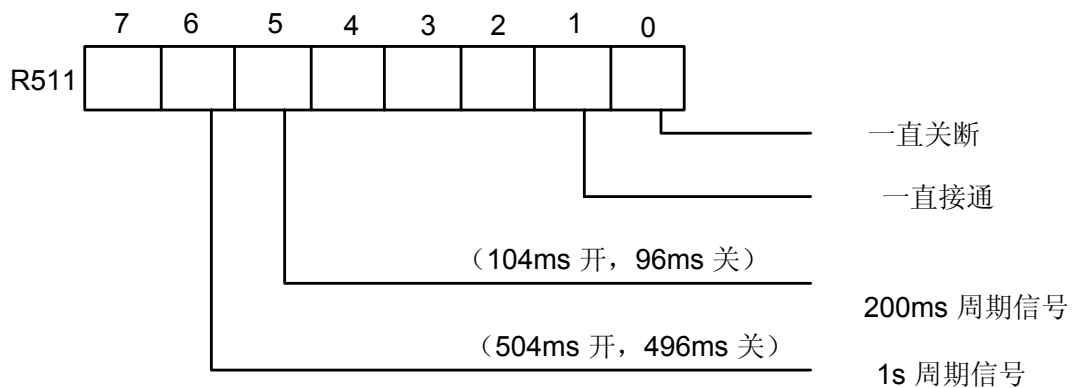 7 6 5 4 3 2 1 0
R511
一直关断
一直接通
（104ms 开，96ms 关）
200ms 周期信号
（504ms 开，496ms 关）
1s 周期信号